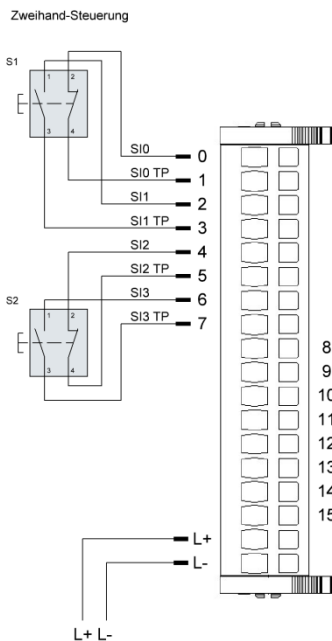 Zweihand-Steuerung
S1
1 2
3 4
SI0 0
SI0 TP 1
SI1 2
SI1 TP 3
SI2 4
SI2 TP 5
SI3 6
SI3 TP 7
S2
1 2
3 4
8
9
10
11
12
13
14
15
L+
L-
L+ L-